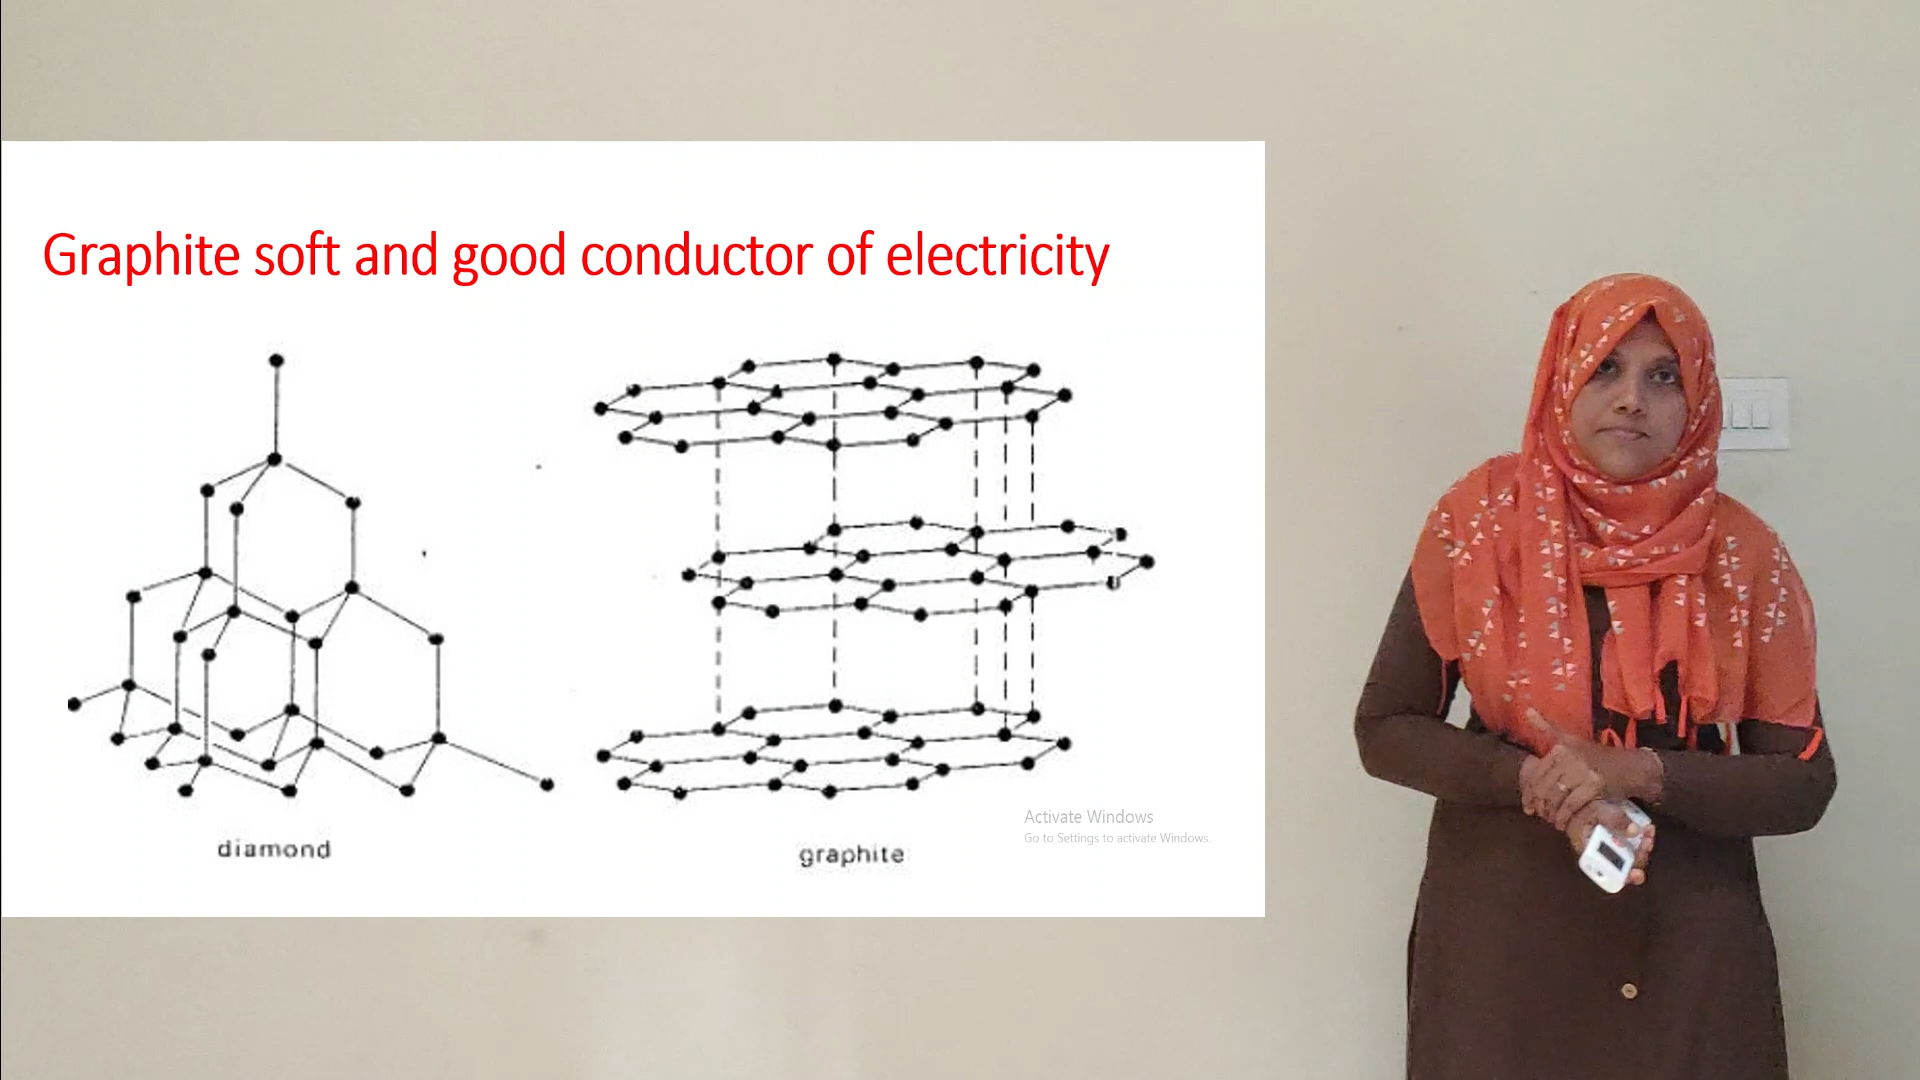 Graphite soft and good conductor of electricity
diamond
graphite
Activate Windows
Go to Settings to activate Windows.